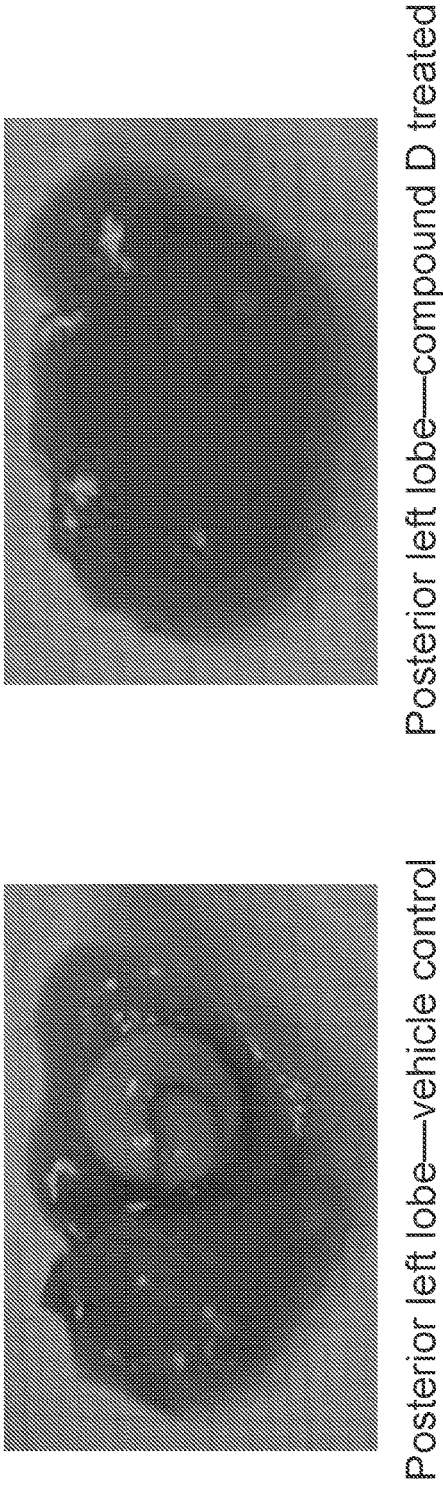 Posterior left lobe—vehicle control
Posterior left lobe—compound D treated